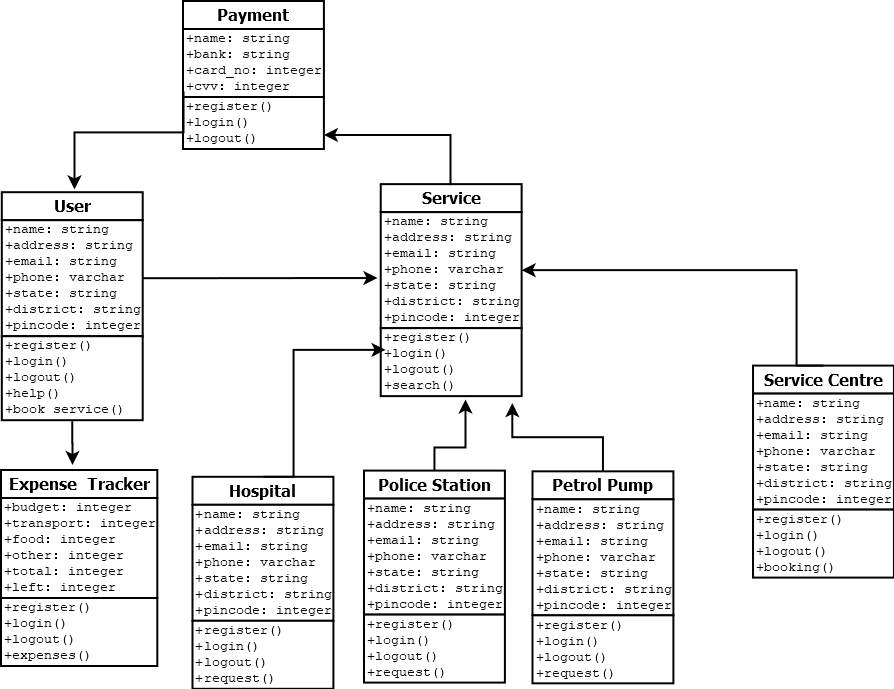 Payment
+name: string
+bank: string
+card_no: integer
+cvv: integer
+register()
+login()
+logout()
User
+name: string
+address: string
+email: string
+phone: varchar
+state: string
+district: string
+pincode: integer
+register()
+login()
+logout()
+help()
+book service()
Service
+name: string
+address: string
+email: string
+phone: varchar
+state: string
+district: string
+pincode: integer
+register()
+login()
+logout()
+search()
Service Centre
+name: string
+address: string
+email: string
+phone: varchar
+state: string
+district: string
+pincode: integer
+register()
+login()
+logout()
+booking()
Expense Tracker
+budget: integer
+transport: integer
+food: integer
+other: integer
+total: integer
+left: integer
+register()
+login()
+logout()
+expenses()
Hospital
+name: string
+address: string
+email: string
+phone: varchar
+state: string
+district: string
+pincode: integer
+register()
+login()
+logout()
+request()
Police Station
+name: string
+address: string
+email: string
+phone: varchar
+state: string
+district: string
+pincode: integer
+register()
+login()
+logout()
+request()
Petrol Pump
+name: string
+address: string
+email: string
+phone: varchar
+state: string
+district: string
+pincode: integer
+register()
+login()
+logout()
+request()